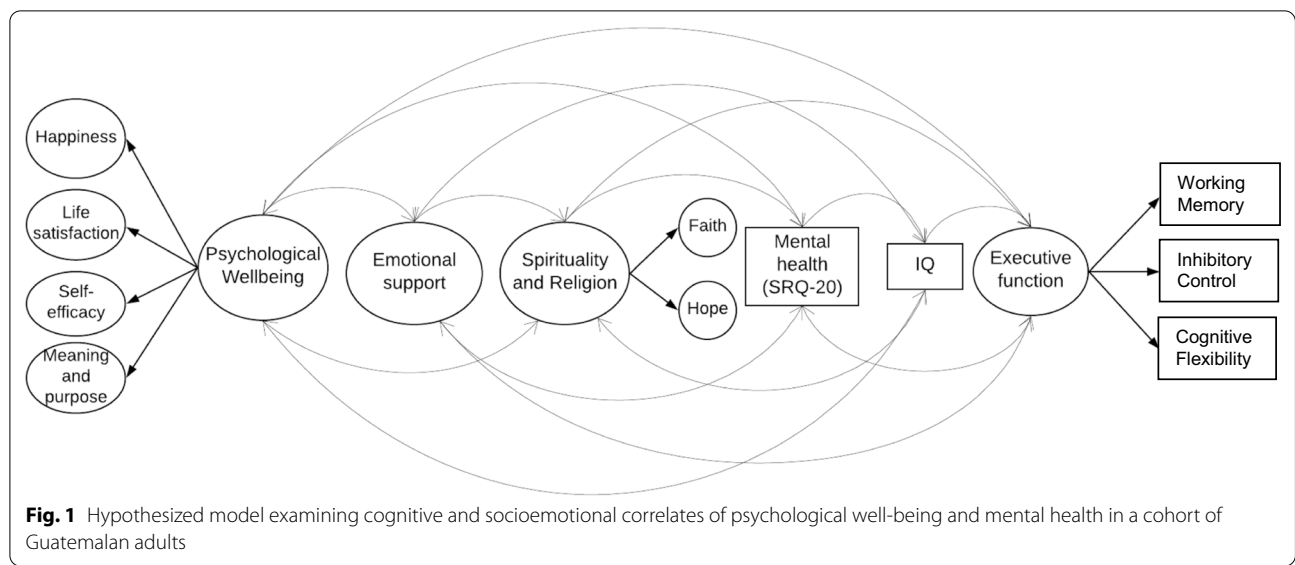 Happiness
Life
satisfaction
Self-
efficacy
Meaning
and
purpose
Psychological
Wellbeing
Emotional
support
Spirituality
and Religion
Faith
Hope
Mental
health
(SRQ-20)
IQ
Executive
function
Working
Memory
Inhibitory
Control
Cognitive
Flexibility
Fig. 1 Hypothesized model examining cognitive and socioemotional correlates of psychological well-being and mental health in a cohort of
Guatemalan adults